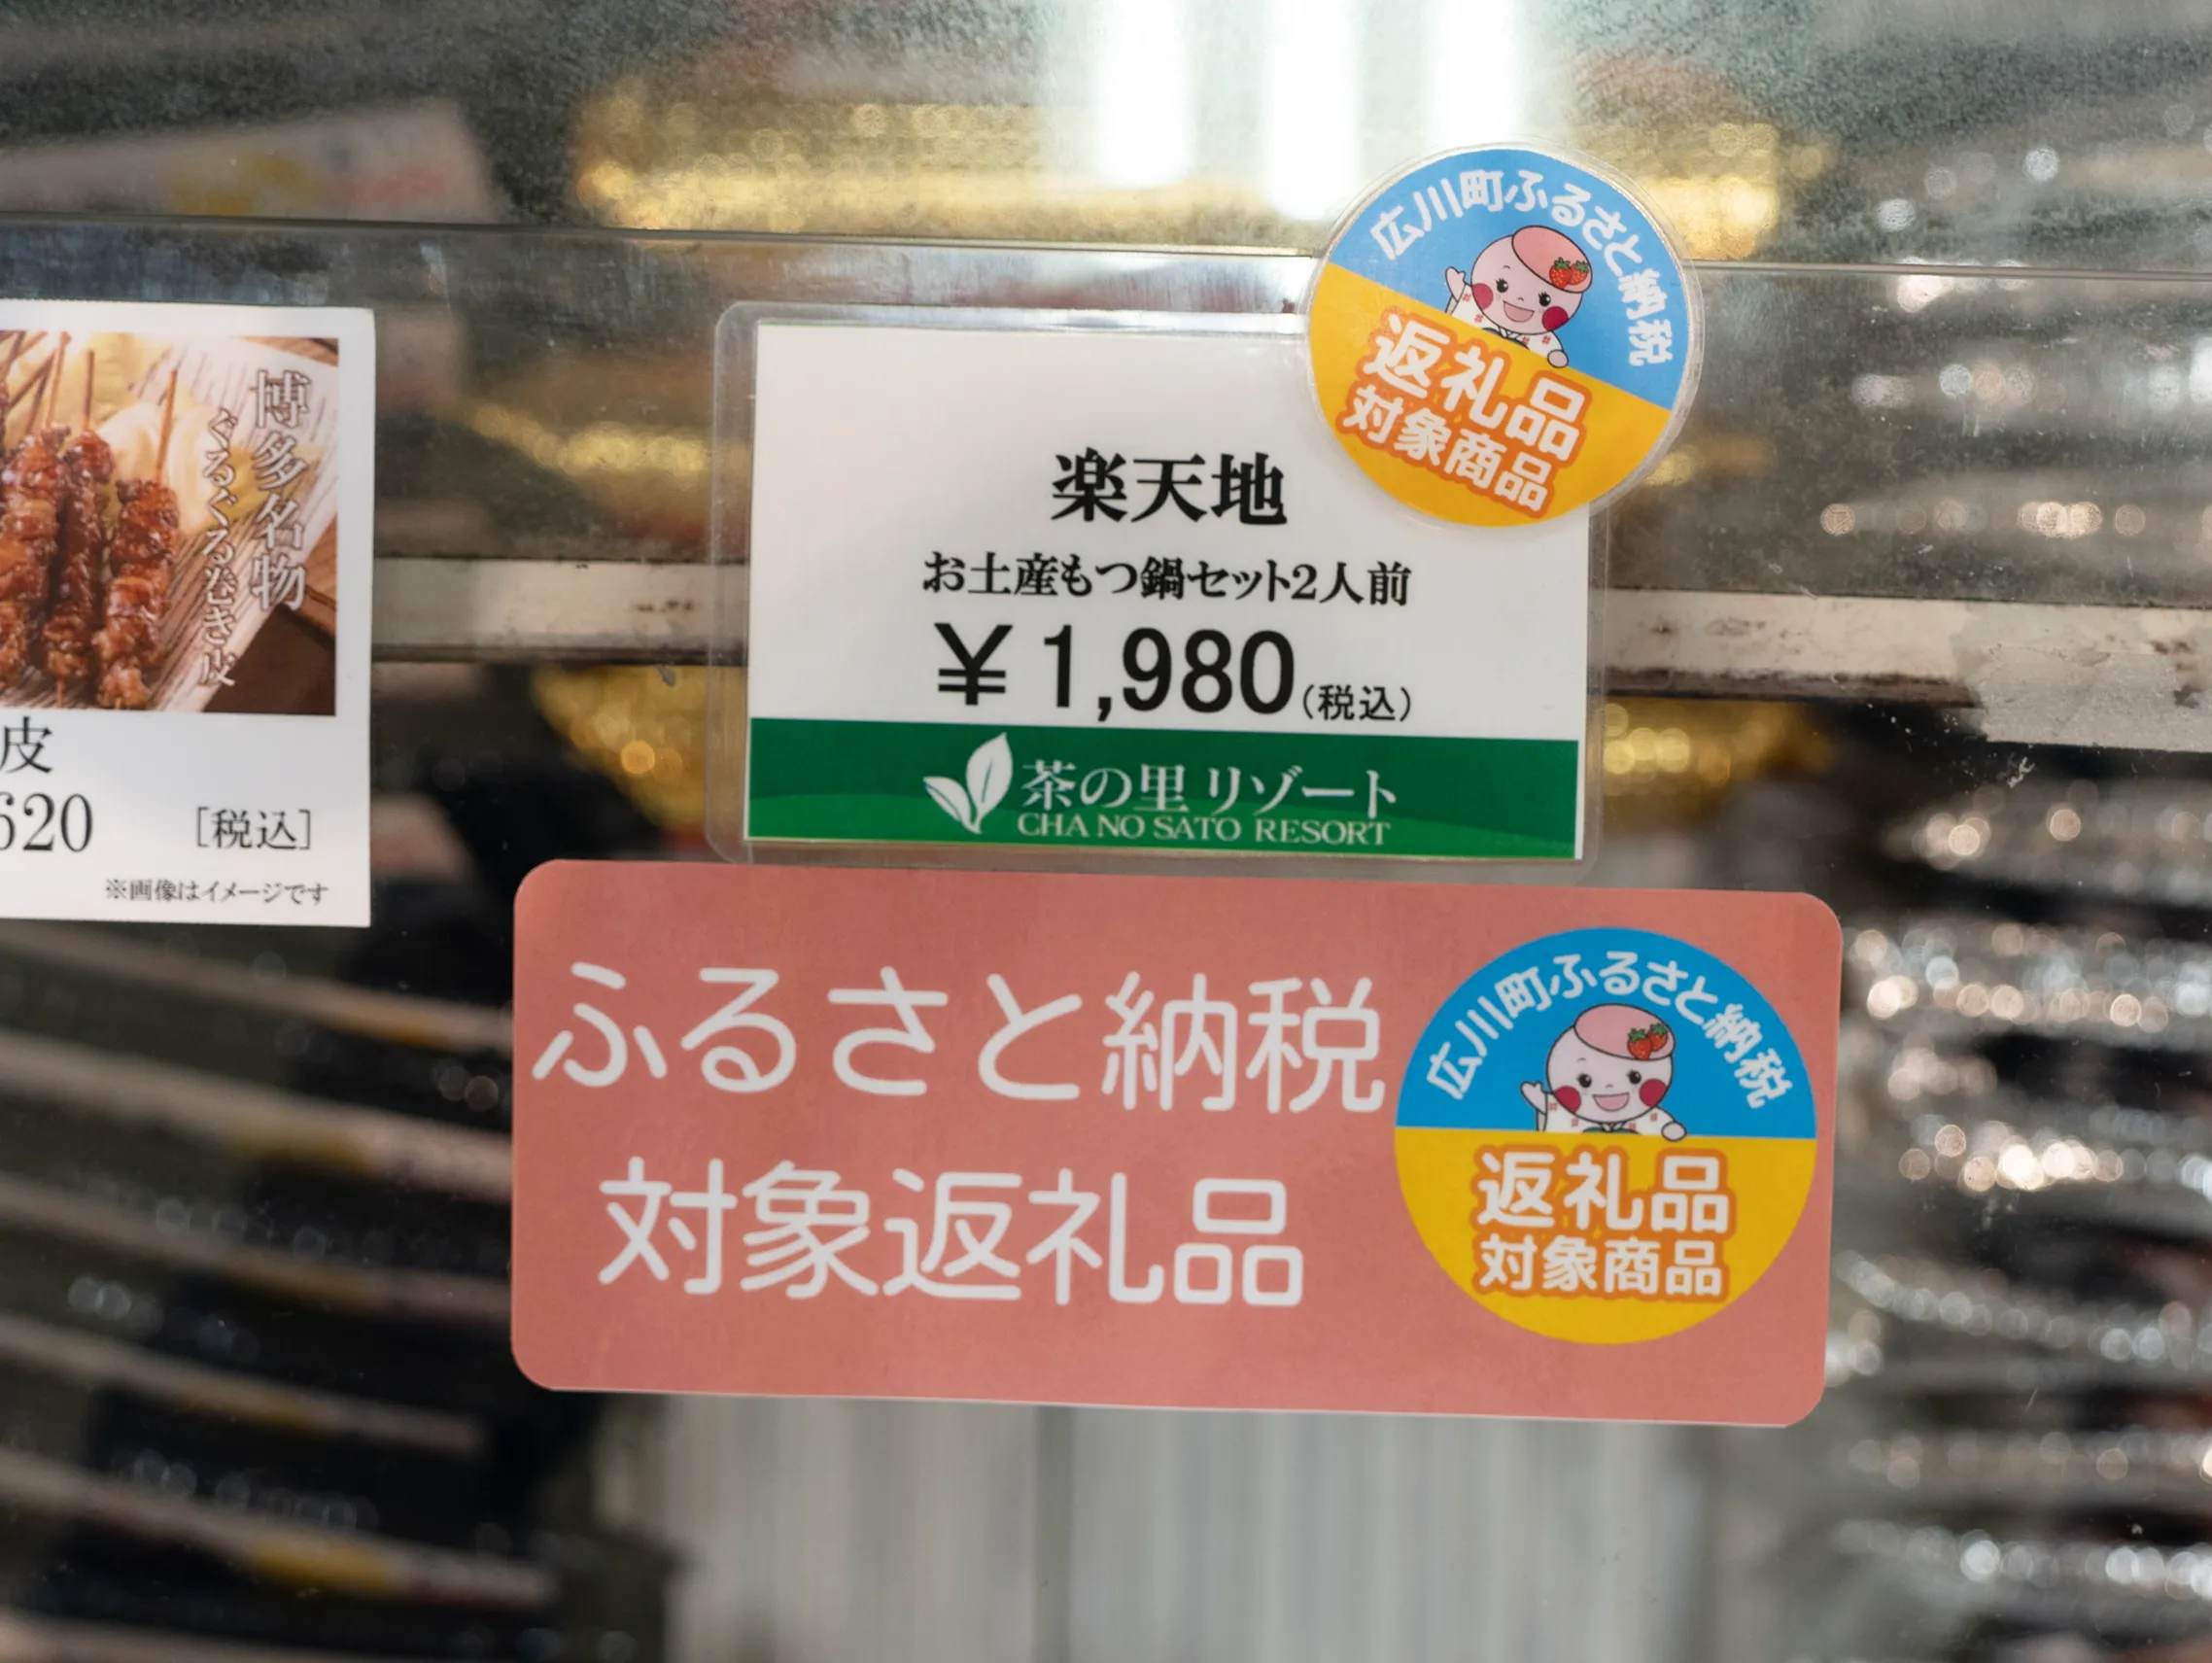 博多名物
ぐるぐる巻き皮
皮
620 [税込]
※画像はイメージです
広川町ふるさと納税
返礼品
対象商品
楽天地
お土産もつ鍋セット2人前
￥1,980(税込)
茶の里 リゾート
CHA NO SATO RESORT
ふるさと納税
対象返礼品
広川町ふるさと納税
返礼品
対象商品